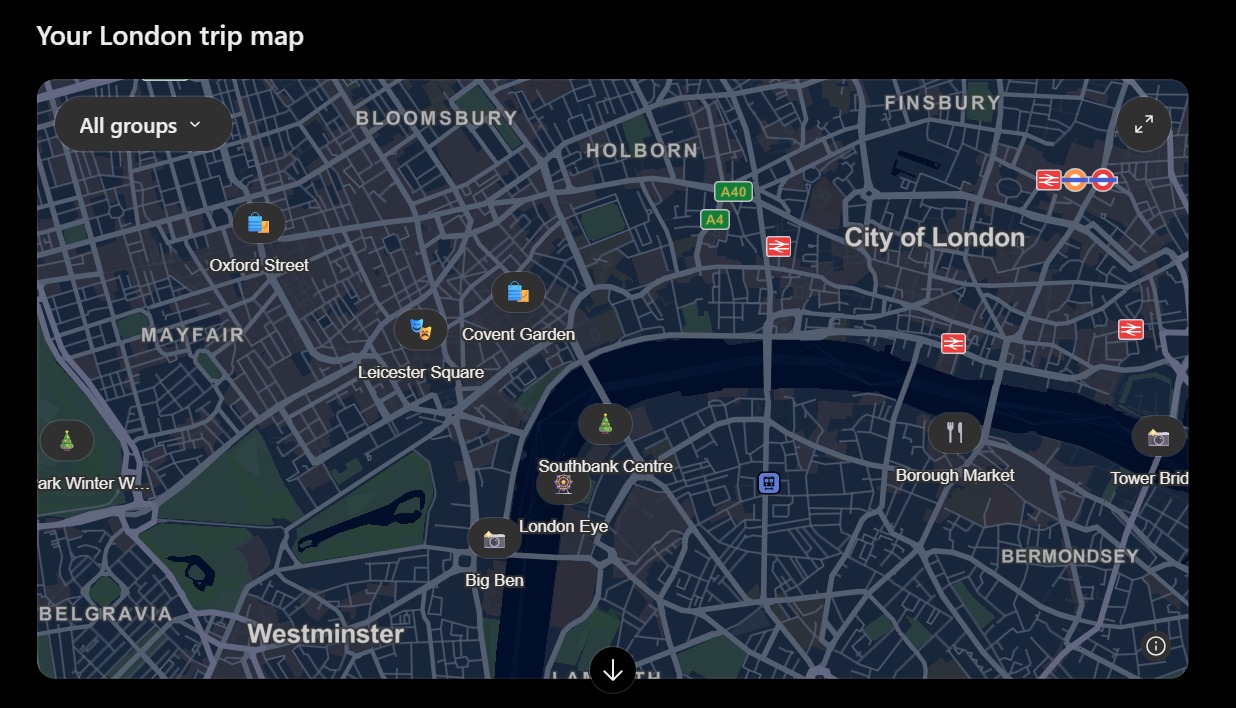 Your London trip map
All groups
BLOOMSBURY
FINSBURY
HOLBORN
A40
A4
City of London
Oxford Street
Covent Garden
MAYFAIR
Leicester Square
Southbank Centre
ark Winter W...
Borough Market
Tower Brid
London Eye
Big Ben
BERMONDSEY
BELGRAVIA
Westminster